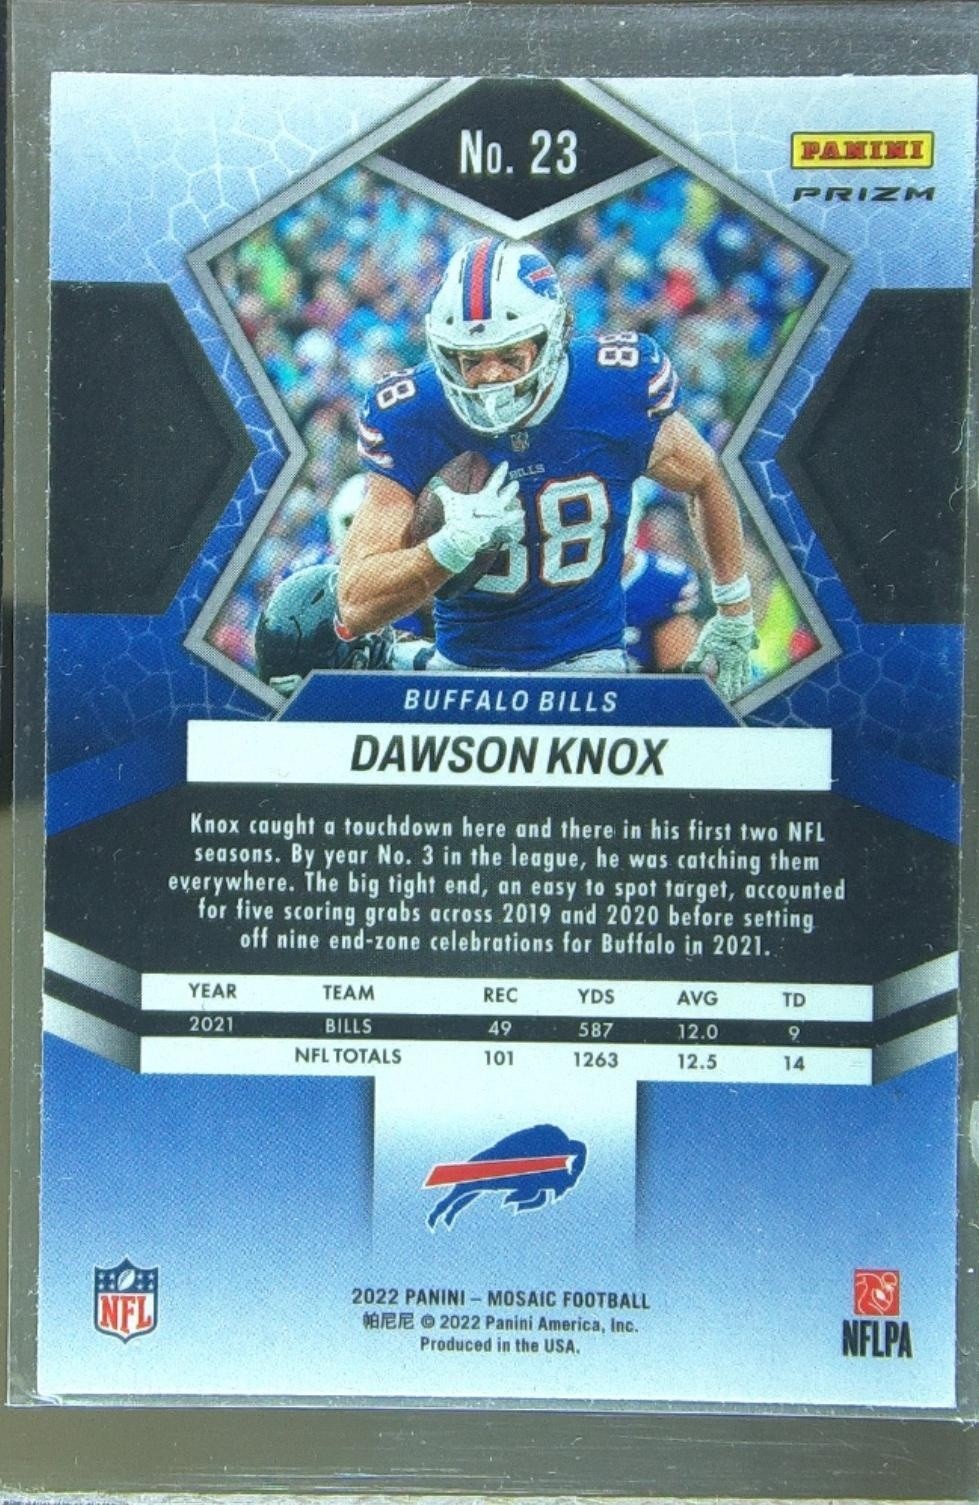 No. 23
PANINI
PRIZM
88
88
BILLS
88
BUFFALO BILLS
DAWSON KNOX
Knox caught a touchdown here and there in his first two NFL
seasons. By year No. 3 in the league, he was catching them
everywhere. The big tight end, an easy to spot target, accounted
for five scoring grabs across 2019 and 2020 before setting
off nine end-zone celebrations for Buffalo in 2021.
YEAR TEAM REC YDS AVG TD
2021 BILLS 49 587 12.0 9
NFL TOTALS 101 1263 12.5 14
NFL
2022 PANINI – MOSAIC FOOTBALL
帕尼尼 © 2022 Panini America, Inc.
Produced in the USA.
NFLPA